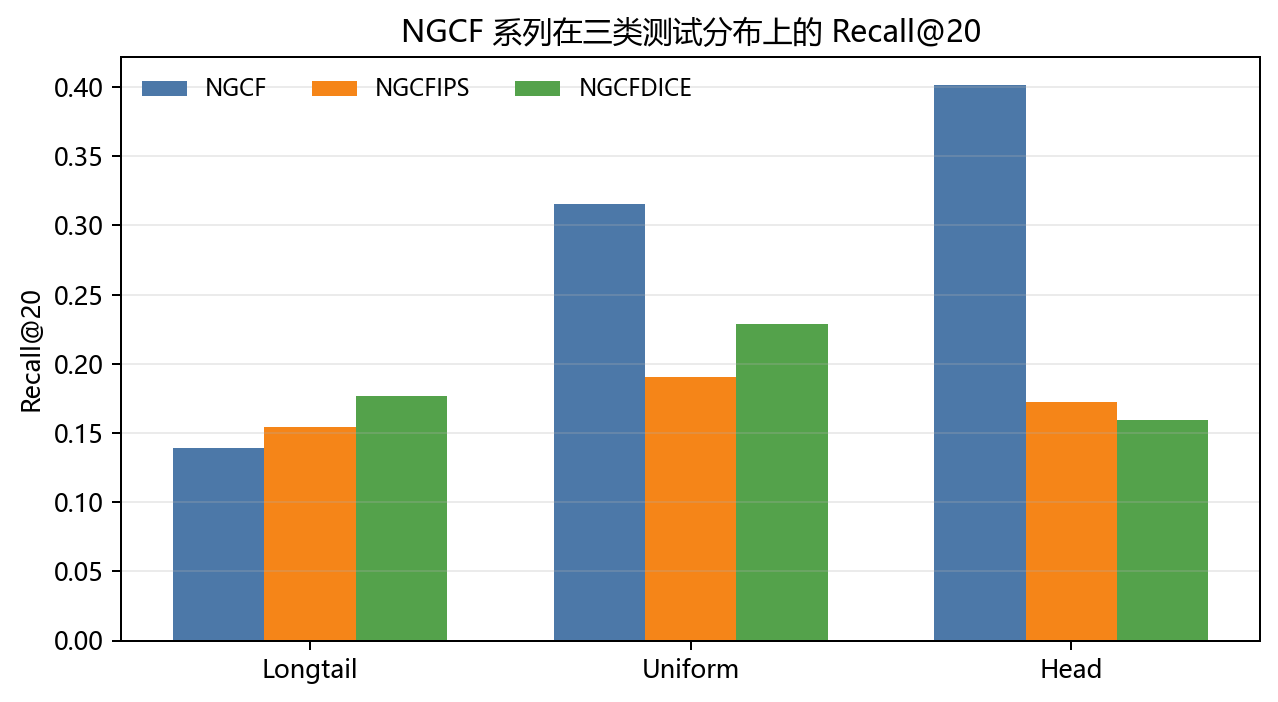 NGCF 系列在三类测试分布上的 Recall@20
NGCF NGCFIPS NGCFDICE
Recall@20
0.40
0.35
0.30
0.25
0.20
0.15
0.10
0.05
0.00
Longtail Uniform Head